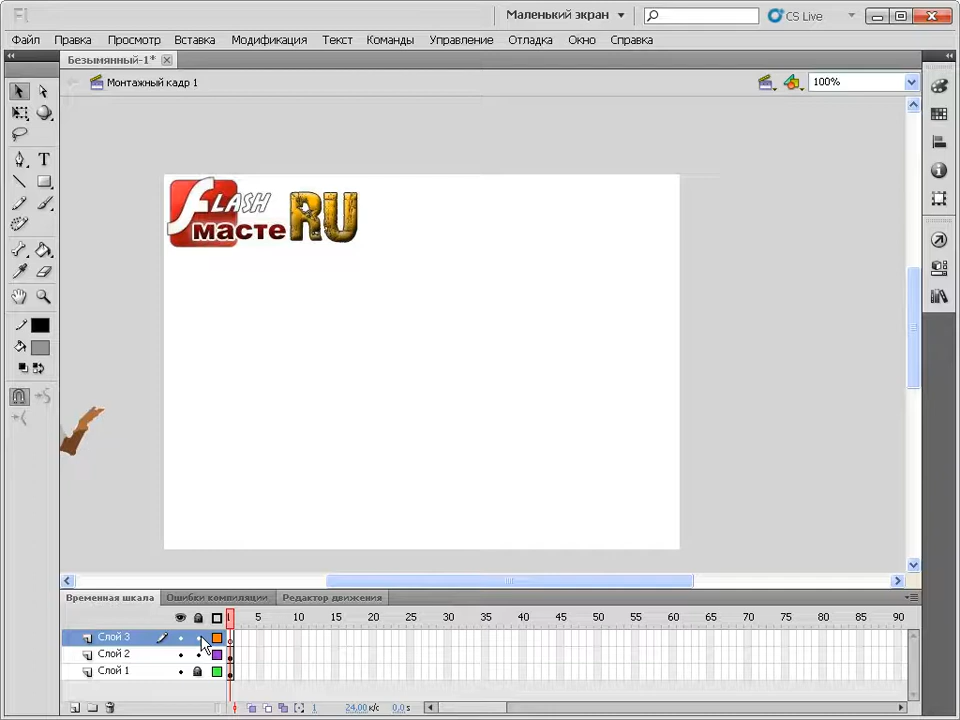 Fl
Маленький экран
CS Live
Файл Правка Просмотр Вставка Модификация Текст Команды Управление Отладка Окно Справка
Безымянный-1*
Монтажный кадр 1
100%
T
FLASH
мастеRU
Временная шкала Ошибки компиляции Редактор движения
1 5 10 15 20 25 30 35 40 45 50 55 60 65 70 75 80 85 90
Слой 3
Слой 2
Слой 1
1 24,00 к/с 0,0 s